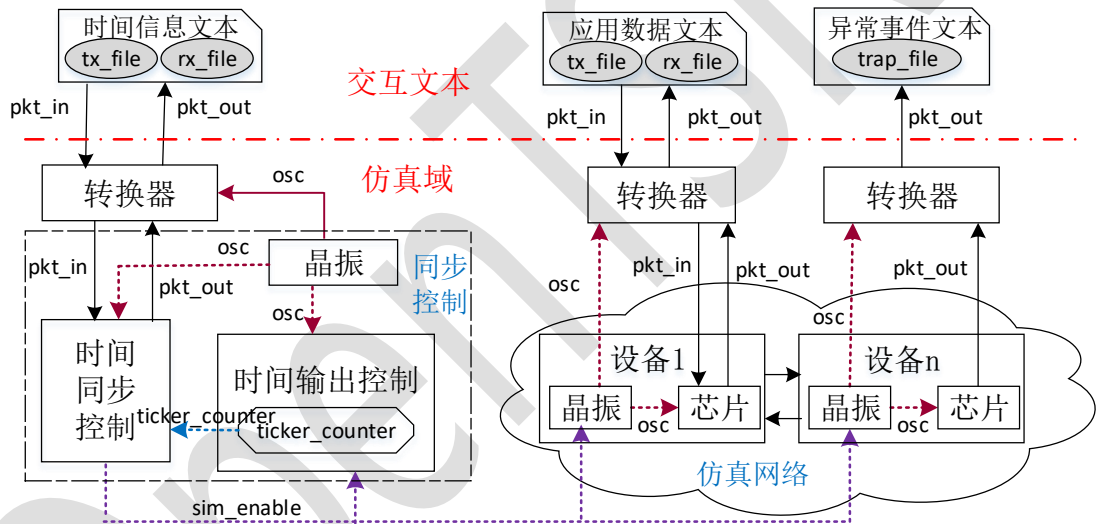 时间信息文本
tx_file
rx_file
应用数据文本
tx_file
rx_file
异常事件文本
trap_file
交互文本
pkt_in
pkt_out
pkt_in
pkt_out
pkt_out
仿真域
转换器
osc
转换器
转换器
osc
晶振
同步
控制
pkt_in
pkt_out
osc
osc
pkt_in
pkt_out
pkt_out
osc
时间
同步
控制
时间输出控制
ticker_counter
ticker_counter
设备1
晶振
osc
芯片
设备n
晶振
osc
芯片
仿真网络
sim_enable